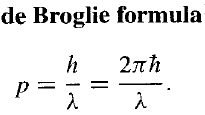 de Broglie formula
p = h/λ = 2πħ/λ.